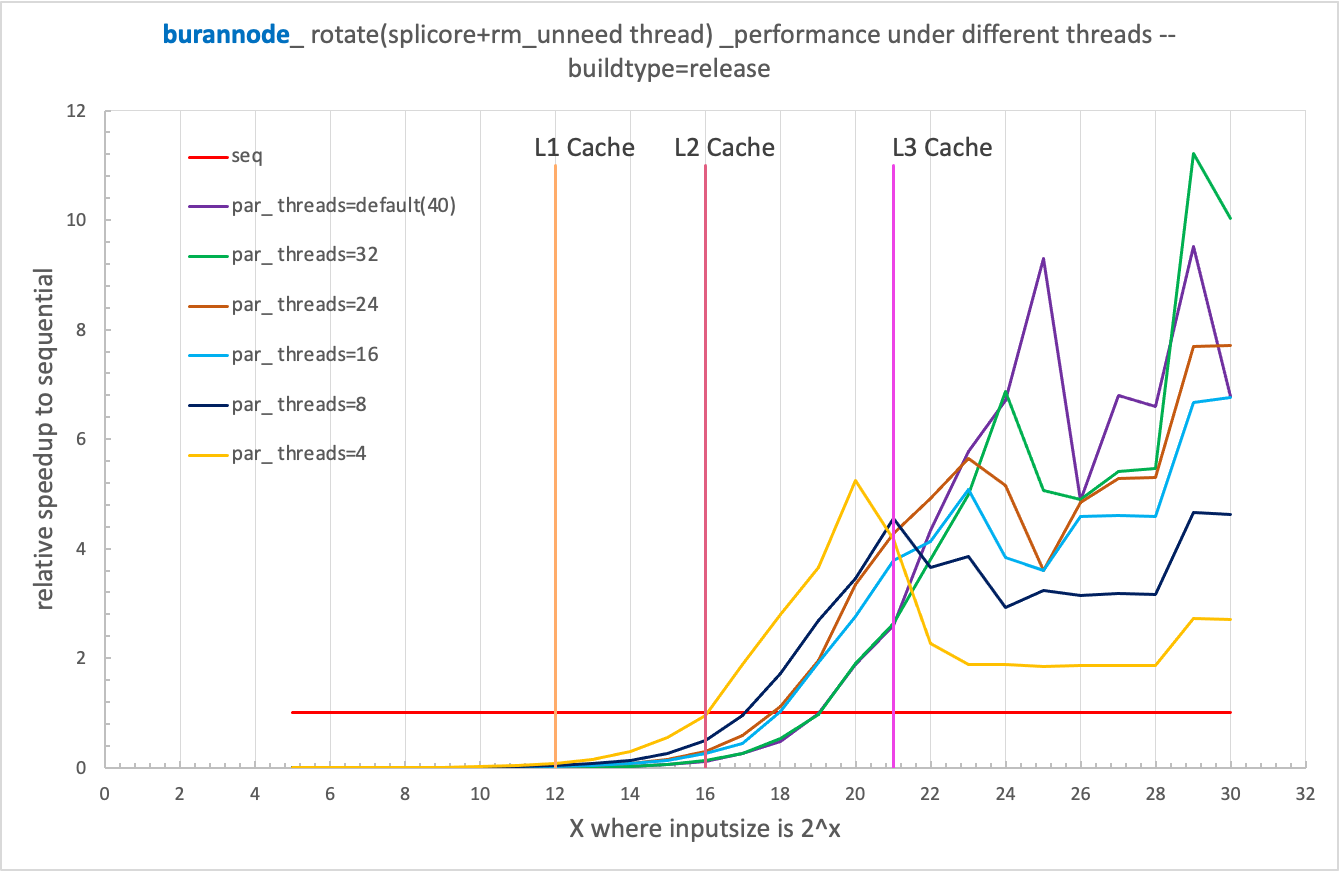 burannode_ rotate(splicore+rm_unneed thread) _performance under different threads --
buildtype=release
12
10
8
6
4
2
0
relative speedup to sequential
L1 Cache
L2 Cache
L3 Cache
seq
par_ threads=default(40)
par_ threads=32
par_ threads=24
par_ threads=16
par_ threads=8
par_ threads=4
0 2 4 6 8 10 12 14 16 18 20 22 24 26 28 30 32
X where inputsize is 2^x